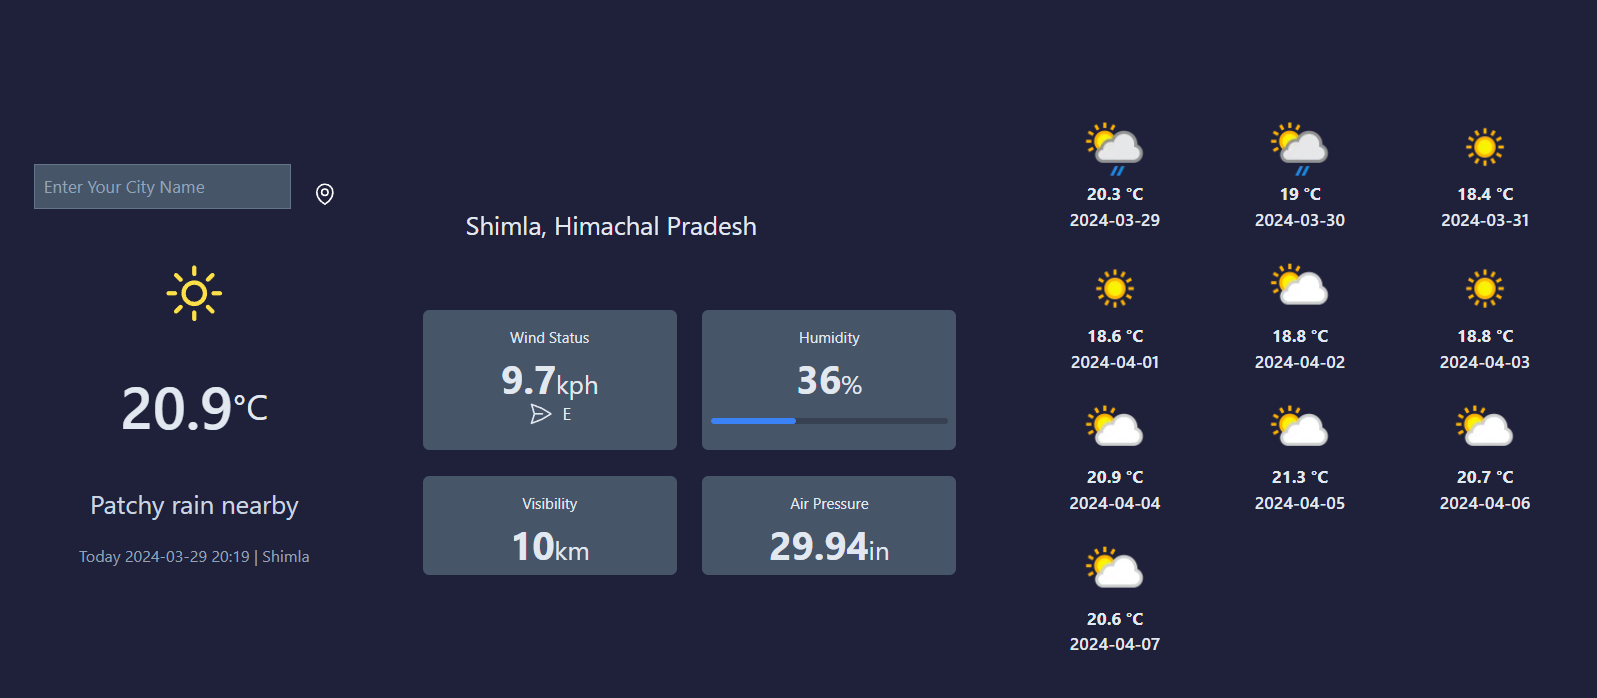 Enter Your City Name
20.9°C
Patchy rain nearby
Today 2024-03-29 20:19 | Shimla
Shimla, Himachal Pradesh
Wind Status
9.7kph
E
Humidity
36%
Visibility
10km
Air Pressure
29.94in
20.3 °C
2024-03-29
19 °C
2024-03-30
18.4 °C
2024-03-31
18.6 °C
2024-04-01
18.8 °C
2024-04-02
18.8 °C
2024-04-03
20.9 °C
2024-04-04
21.3 °C
2024-04-05
20.7 °C
2024-04-06
20.6 °C
2024-04-07